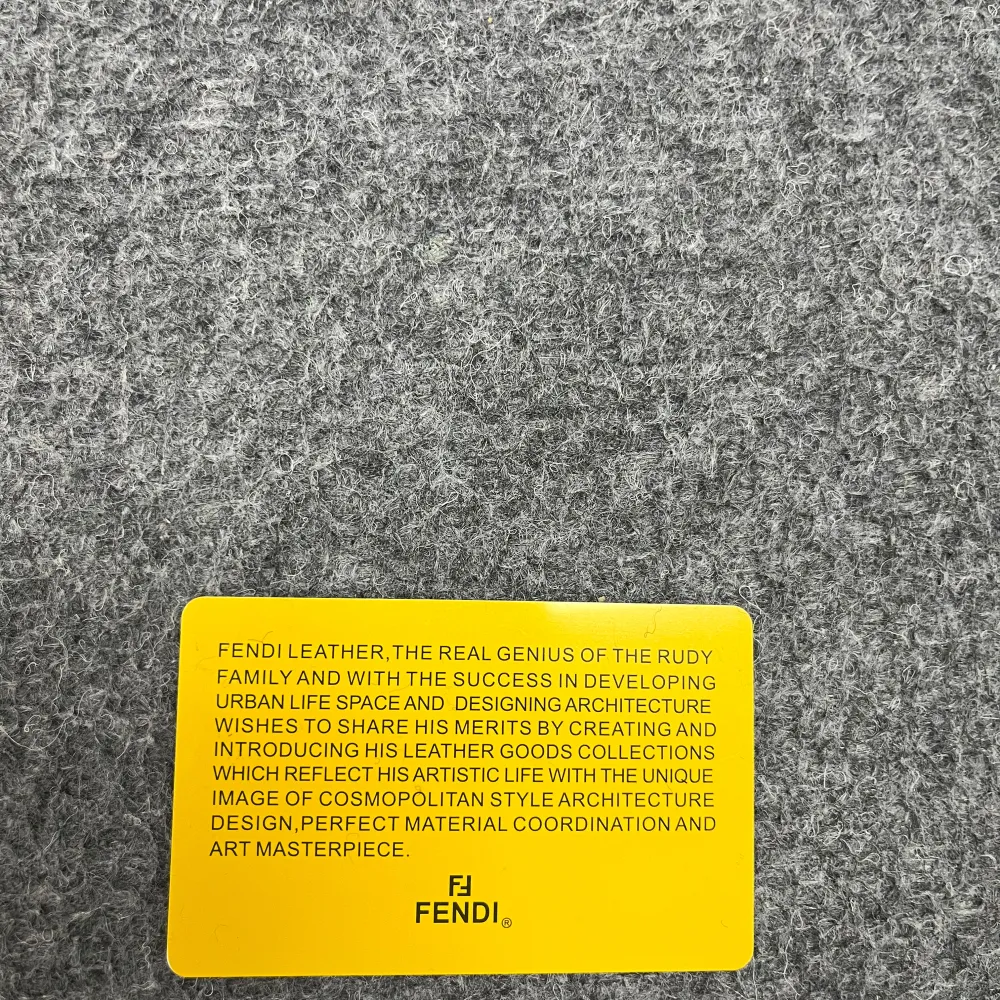 FENDI LEATHER,THE REAL GENIUS OF THE RUDY
FAMILY AND WITH THE SUCCESS IN DEVELOPING
URBAN LIFE SPACE AND DESIGNING ARCHITECTURE
WISHES TO SHARE HIS MERITS BY CREATING AND
INTRODUCING HIS LEATHER GOODS COLLECTIONS
WHICH REFLECT HIS ARTISTIC LIFE WITH THE UNIQUE
IMAGE OF COSMOPOLITAN STYLE ARCHITECTURE
DESIGN,PERFECT MATERIAL COORDINATION AND
ART MASTERPIECE.
FF
FENDI®